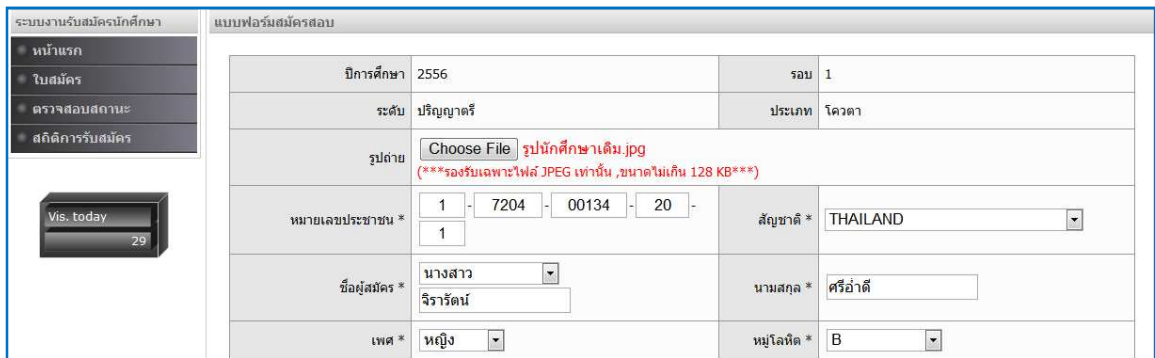 ระบบงานรับสมัครนักศึกษา
แบบฟอร์มสมัครสอบ
หน้าแรก
ใบสมัคร
ตรวจสอบสถานะ
สถิติการรับสมัคร
Vis. today
29
ปีการศึกษา 2556 รอบ 1
ระดับ ปริญญาตรี ประเภท โควตา
รูปถ่าย Choose File รูปนักศึกษาเดิม.jpg
(***รองรับเฉพาะไฟล์ JPEG เท่านั้น ,ขนาดไม่เกิน 128 KB***)
หมายเลขประชาชน * 1 - 7204 - 00134 - 20 -
1
สัญชาติ * THAILAND
ชื่อผู้สมัคร * นางสาว
จิรารัตน์
นามสกุล * ศรีอ่ำดี
เพศ * หญิง หมู่โลหิต * B